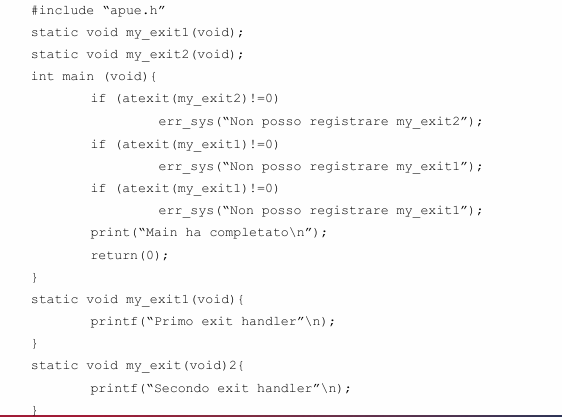 #include “apue.h”
static void my_exit1(void);
static void my_exit2(void);
int main (void){
if (atexit(my_exit2)!=0)
err_sys(“Non posso registrare my_exit2”);
if (atexit(my_exit1)!=0)
err_sys(“Non posso registrare my_exit1”);
if (atexit(my_exit1)!=0)
err_sys(“Non posso registrare my_exit1”);
print(“Main ha completato\n”);
return(0);
}
static void my_exit1(void){
printf(“Primo exit handler”\n);
}
static void my_exit(void)2{
printf(“Secondo exit handler”\n);
}